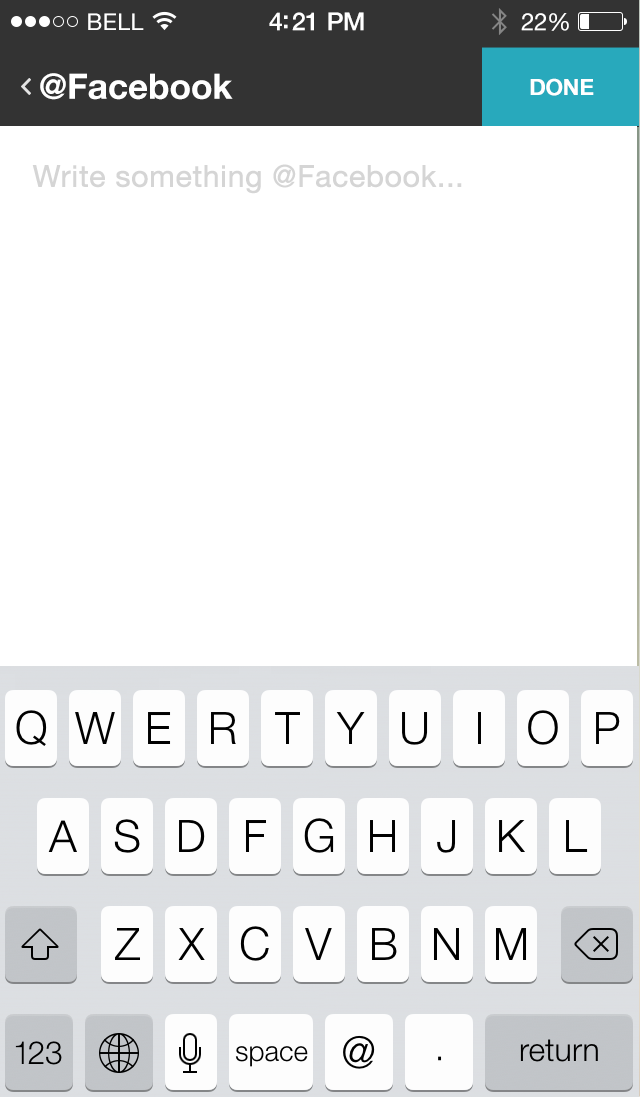 BELL 4:21 PM 22%
@Facebook DONE
Write something @Facebook...
Q W E R T Y U I O P
A S D F G H J K L
Z X C V B N M
123 space @ . return